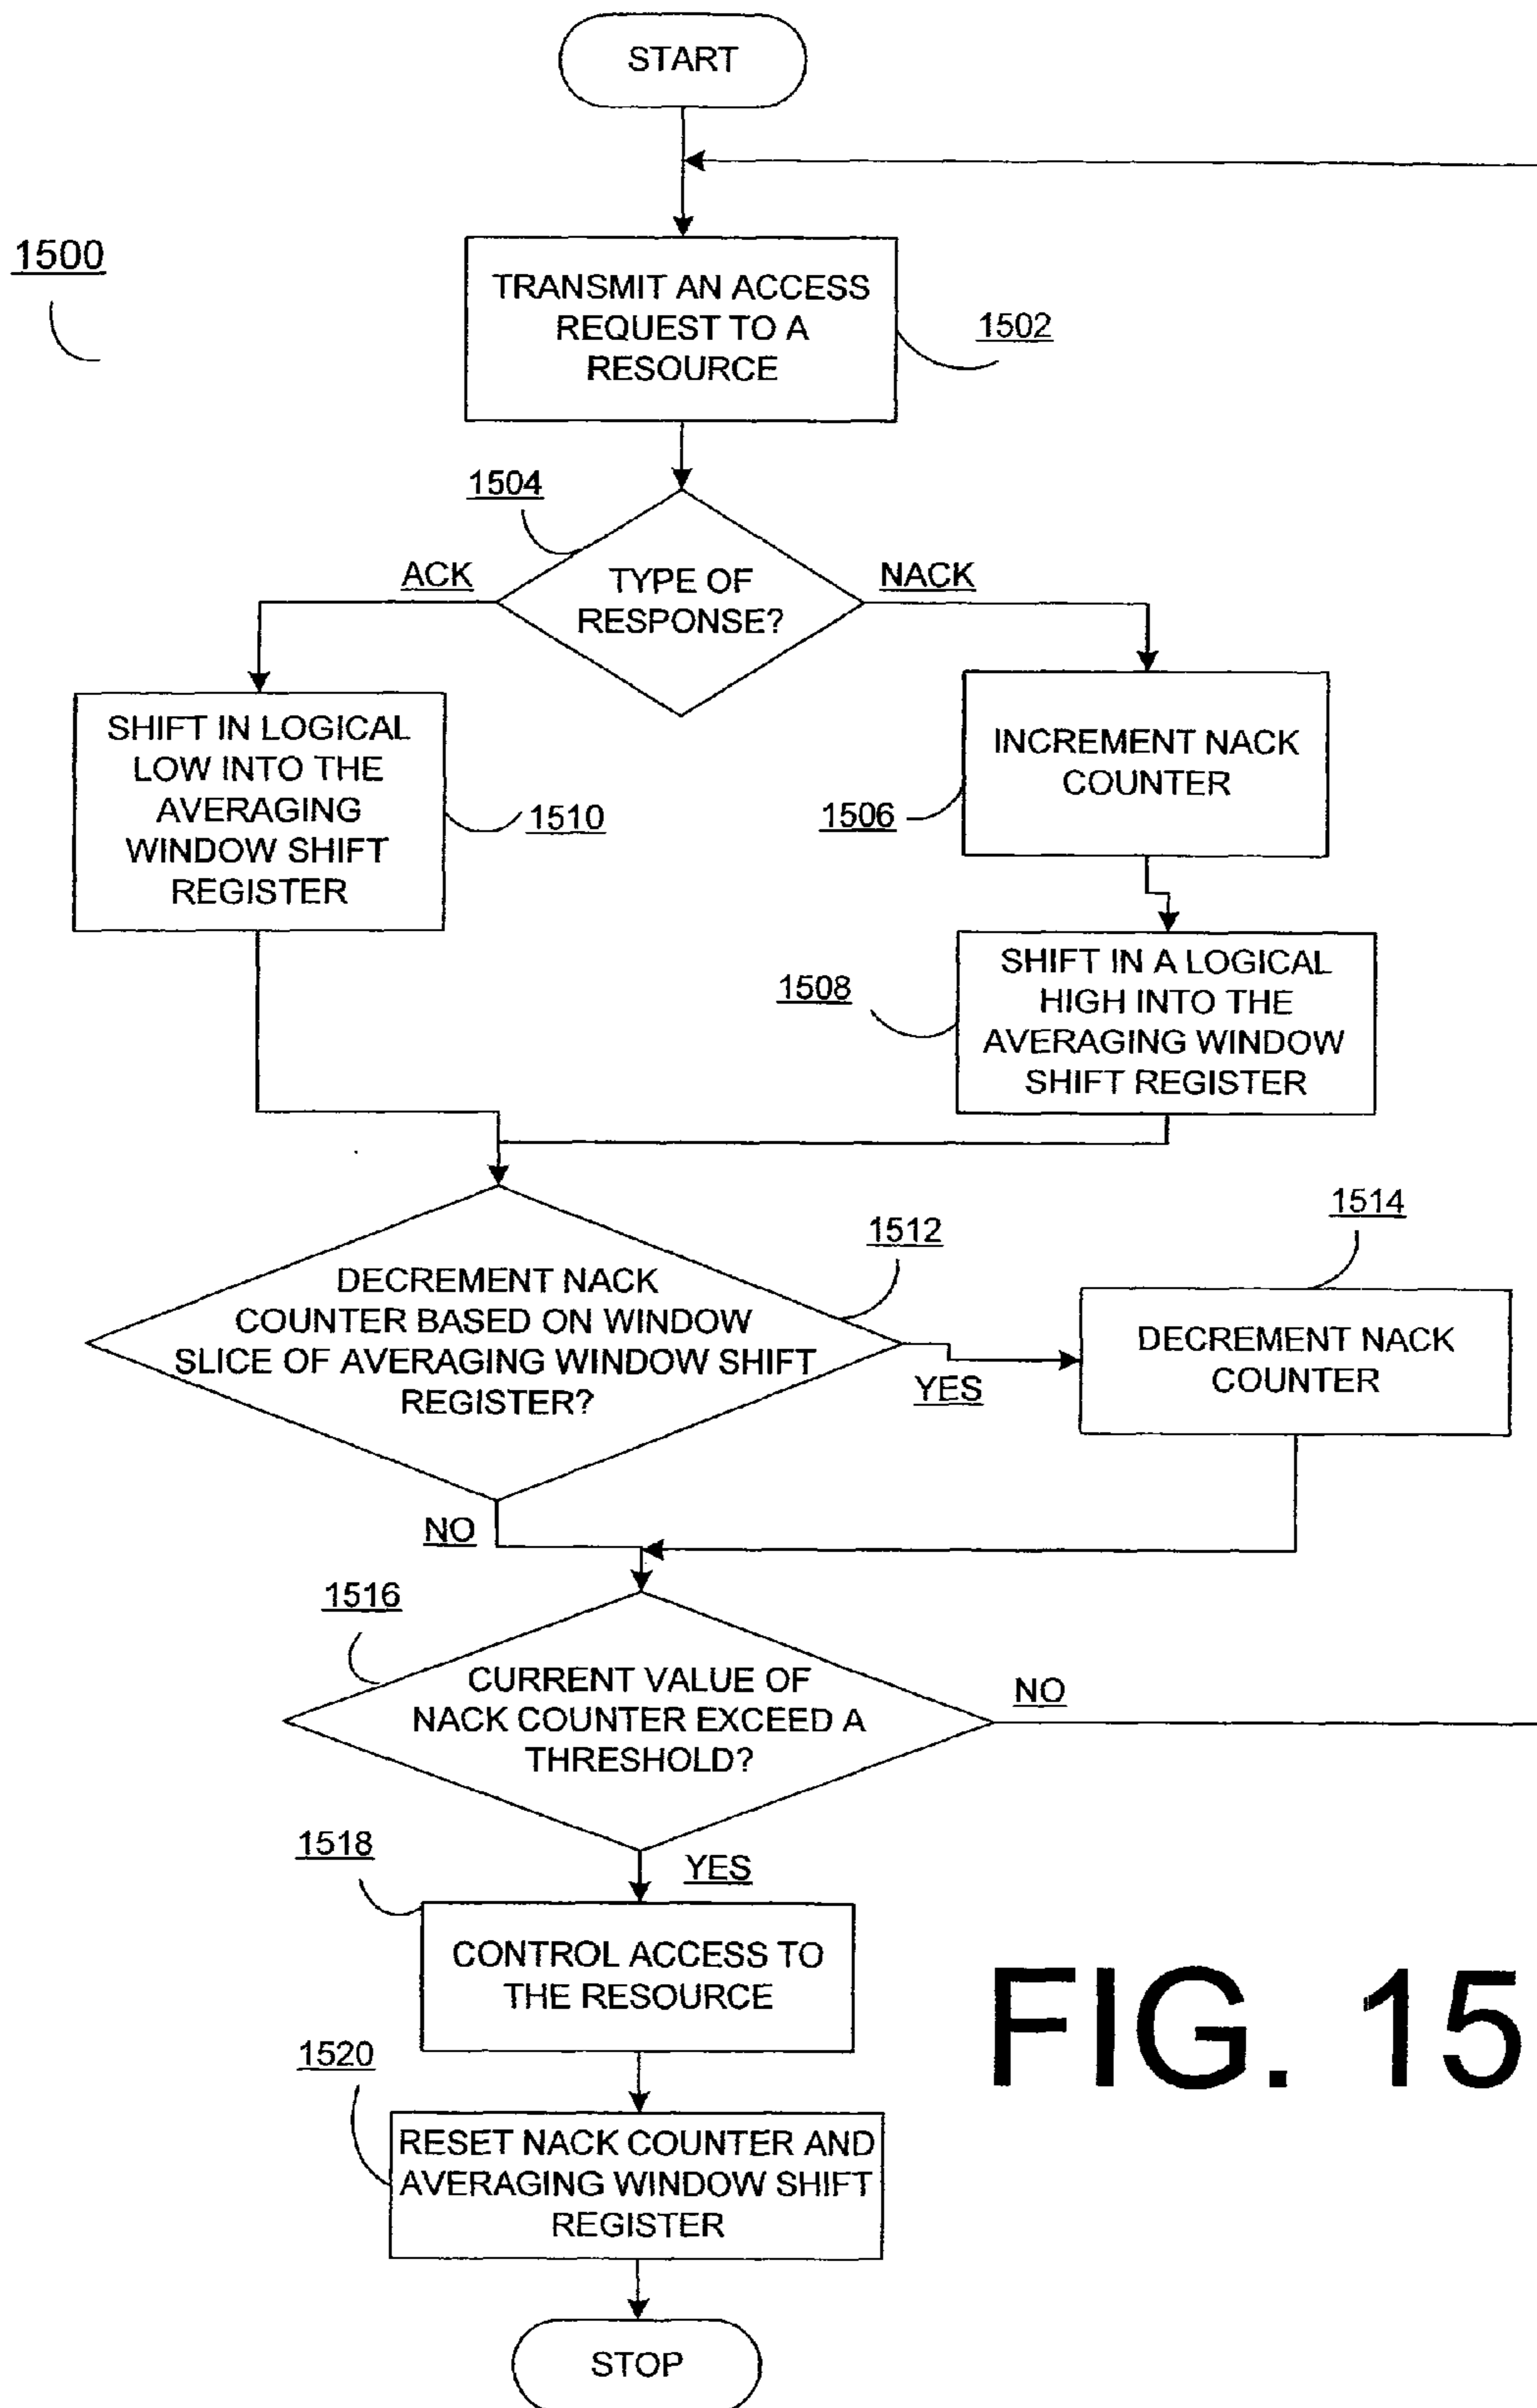 START
1500
TRANSMIT AN ACCESS
REQUEST TO A
RESOURCE
1502
1504
ACK
TYPE OF
RESPONSE?
NACK
SHIFT IN LOGICAL
LOW INTO THE
AVERAGING
WINDOW SHIFT
REGISTER
1510
INCREMENT NACK
COUNTER
1506
SHIFT IN A LOGICAL
HIGH INTO THE
AVERAGING WINDOW
SHIFT REGISTER
1508
DECREMENT NACK
COUNTER BASED ON WINDOW
SLICE OF AVERAGING WINDOW SHIFT
REGISTER?
1512
YES
1514
DECREMENT NACK
COUNTER
NO
1516
CURRENT VALUE OF
NACK COUNTER EXCEED A
THRESHOLD?
NO
YES
1518
CONTROL ACCESS TO
THE RESOURCE
1520
RESET NACK COUNTER AND
AVERAGING WINDOW SHIFT
REGISTER
STOP
FIG. 15